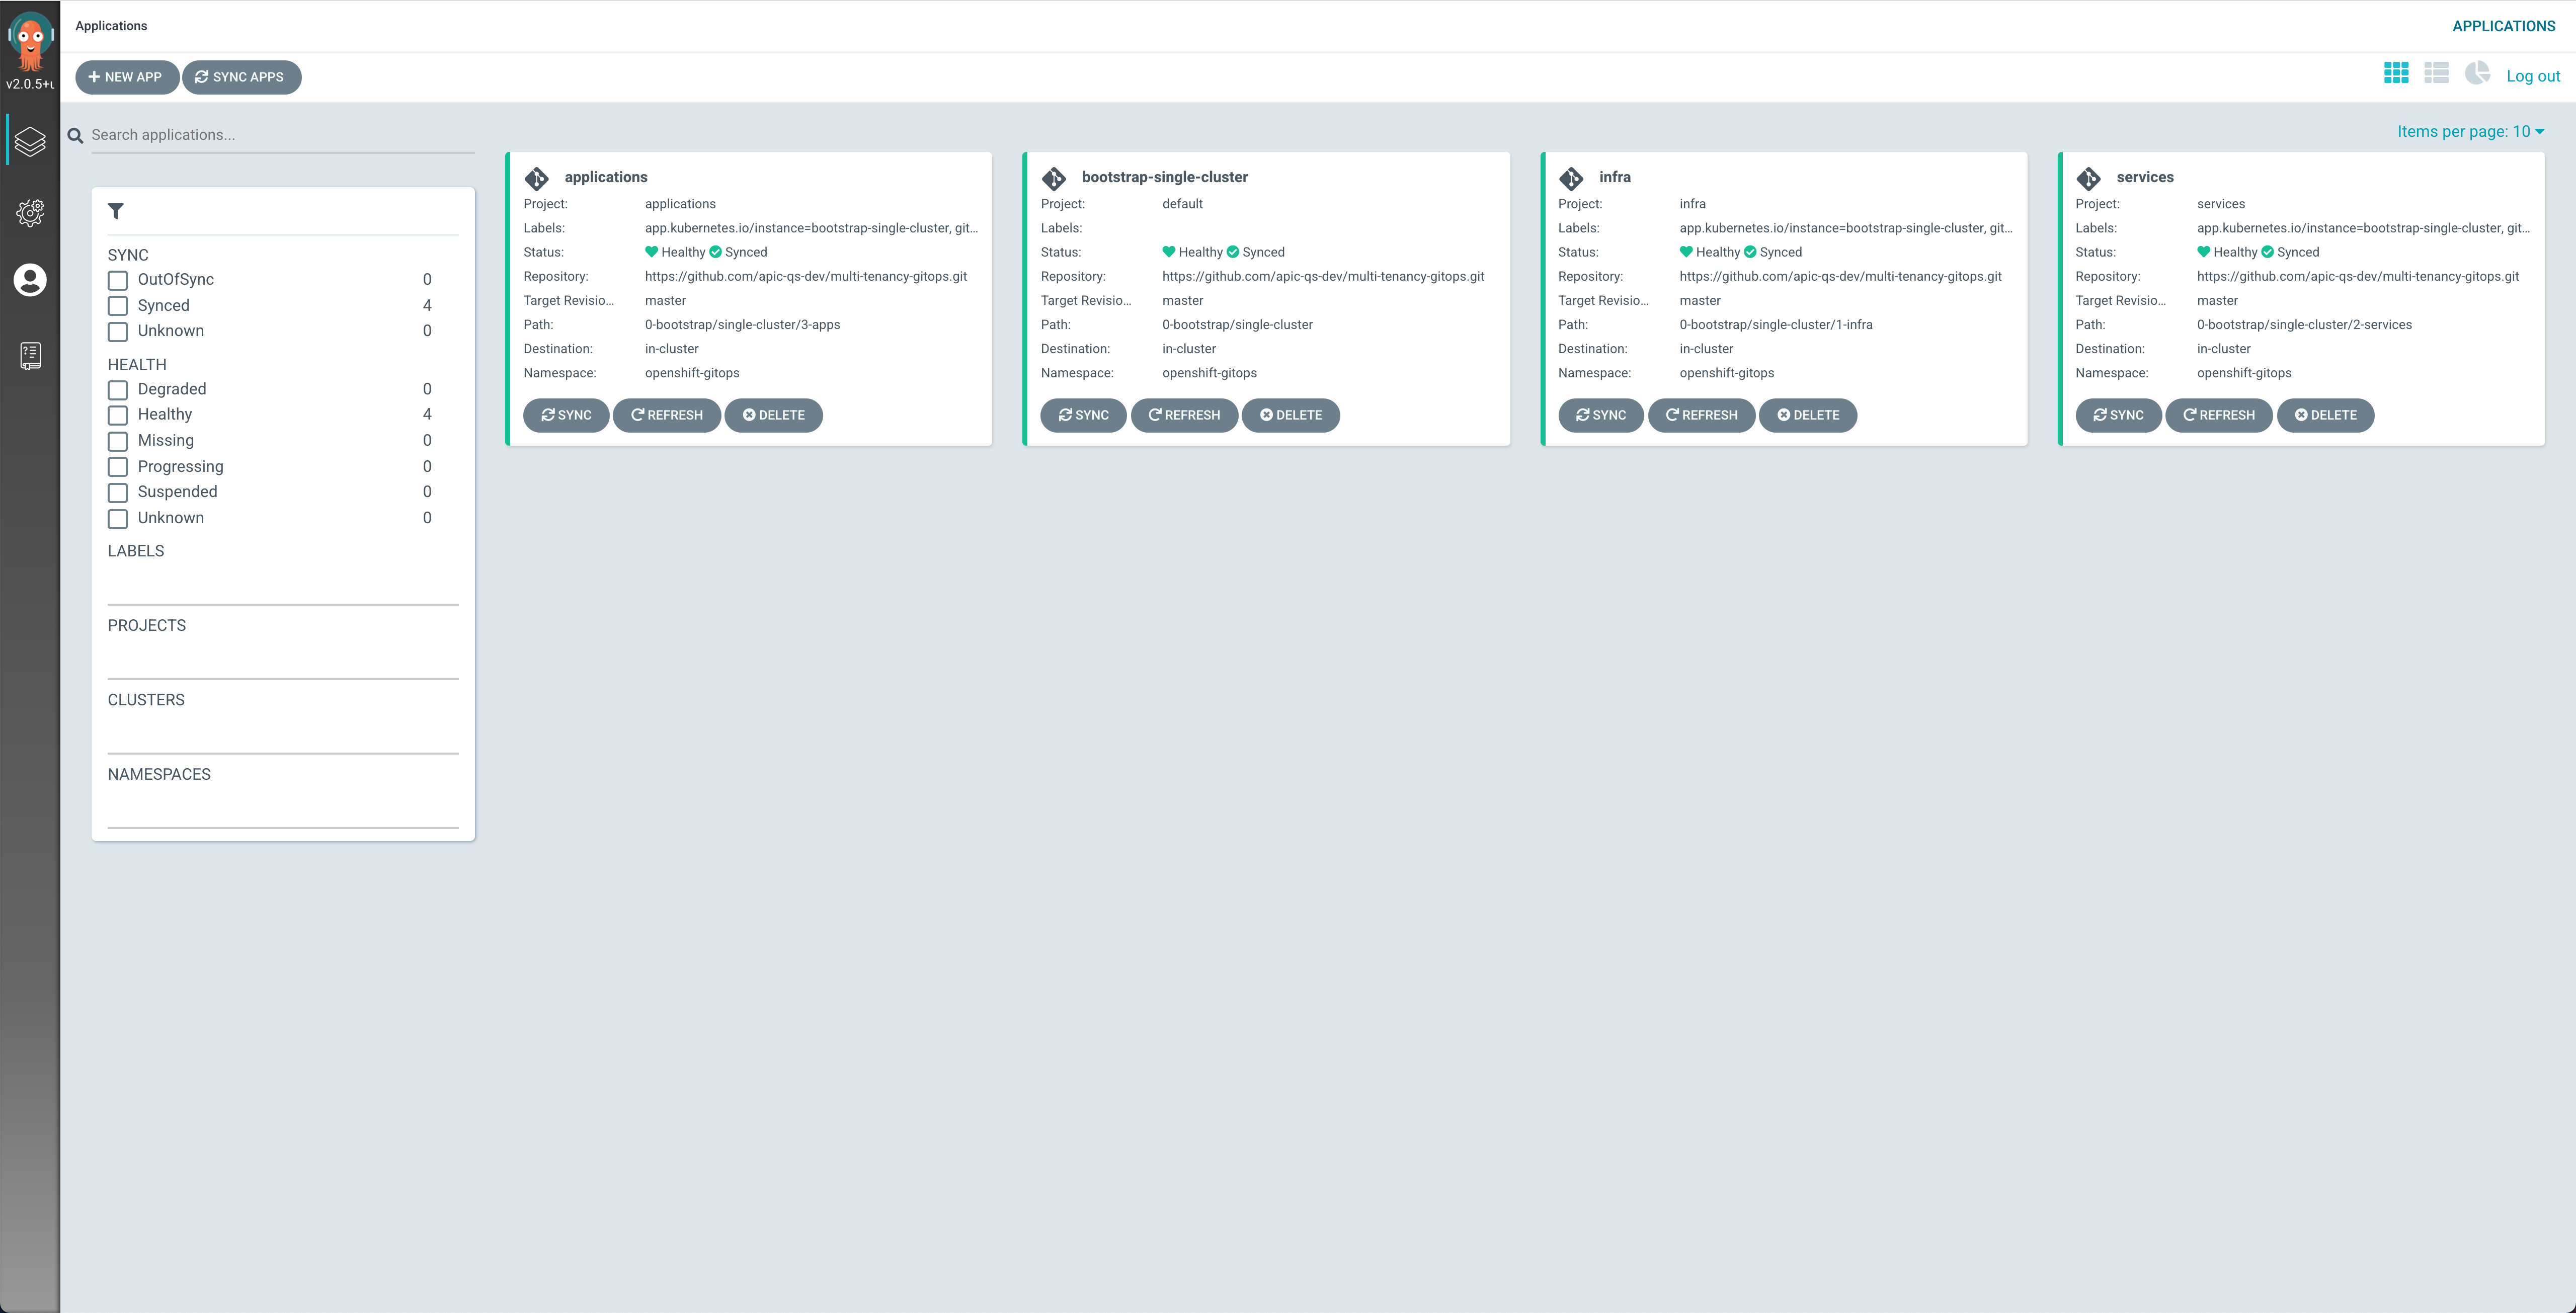 Applications
APPLICATIONS
v2.0.5+u
NEW APP
SYNC APPS
Log out
Search applications...
Items per page: 10
SYNC
OutOfSync 0
Synced 4
Unknown 0
HEALTH
Degraded 0
Healthy 4
Missing 0
Progressing 0
Suspended 0
Unknown 0
LABELS
PROJECTS
CLUSTERS
NAMESPACES
applications
Project: applications
Labels: app.kubernetes.io/instance=bootstrap-single-cluster, git...
Status: Healthy Synced
Repository: https://github.com/apic-qs-dev/multi-tenancy-gitops.git
Target Revisio... master
Path: 0-bootstrap/single-cluster/3-apps
Destination: in-cluster
Namespace: openshift-gitops
SYNC REFRESH DELETE
bootstrap-single-cluster
Project: default
Labels:
Status: Healthy Synced
Repository: https://github.com/apic-qs-dev/multi-tenancy-gitops.git
Target Revisio... master
Path: 0-bootstrap/single-cluster
Destination: in-cluster
Namespace: openshift-gitops
SYNC REFRESH DELETE
infra
Project: infra
Labels: app.kubernetes.io/instance=bootstrap-single-cluster, git...
Status: Healthy Synced
Repository: https://github.com/apic-qs-dev/multi-tenancy-gitops.git
Target Revisio... master
Path: 0-bootstrap/single-cluster/1-infra
Destination: in-cluster
Namespace: openshift-gitops
SYNC REFRESH DELETE
services
Project: services
Labels: app.kubernetes.io/instance=bootstrap-single-cluster, git...
Status: Healthy Synced
Repository: https://github.com/apic-qs-dev/multi-tenancy-gitops.git
Target Revisio... master
Path: 0-bootstrap/single-cluster/2-services
Destination: in-cluster
Namespace: openshift-gitops
SYNC REFRESH DELETE